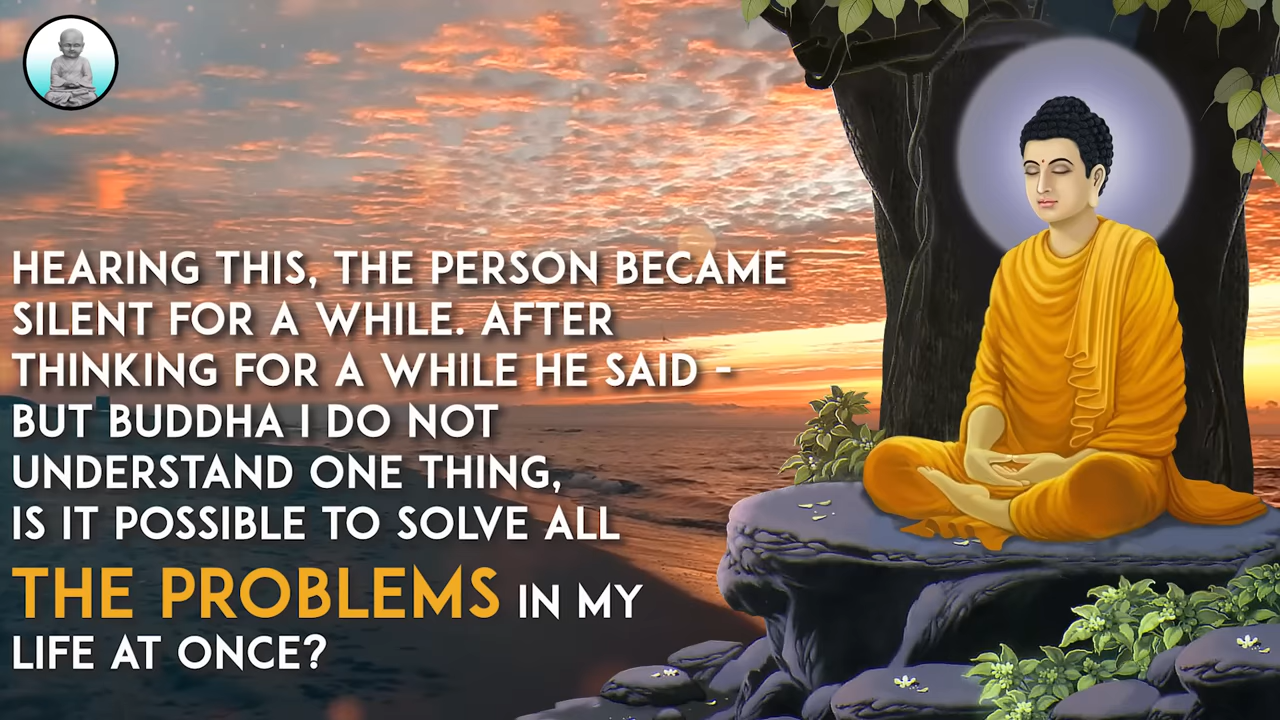 HEARING THIS, THE PERSON BECAME
SILENT FOR A WHILE. AFTER
THINKING FOR A WHILE HE SAID -
BUT BUDDHA I DO NOT
UNDERSTAND ONE THING,
IS IT POSSIBLE TO SOLVE ALL
THE PROBLEMS IN MY
LIFE AT ONCE?